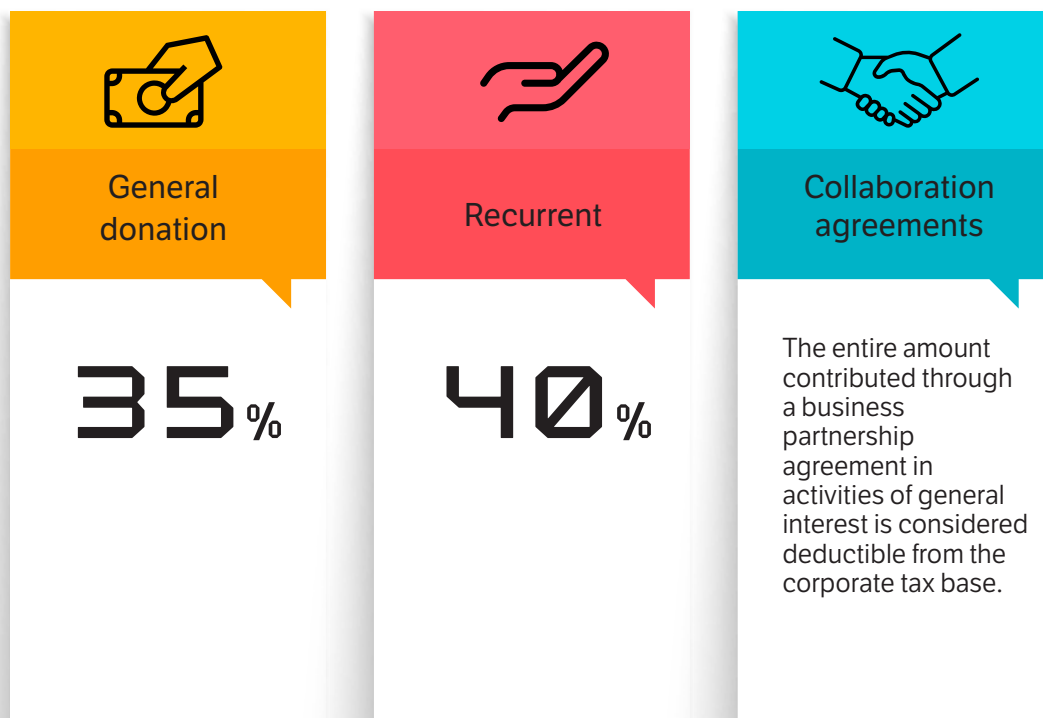 General
donation
35%
Recurrent
40%
Collaboration
agreements
The entire amount
contributed through
a business
partnership
agreement in
activities of general
interest is considered
deductible from the
corporate tax base.